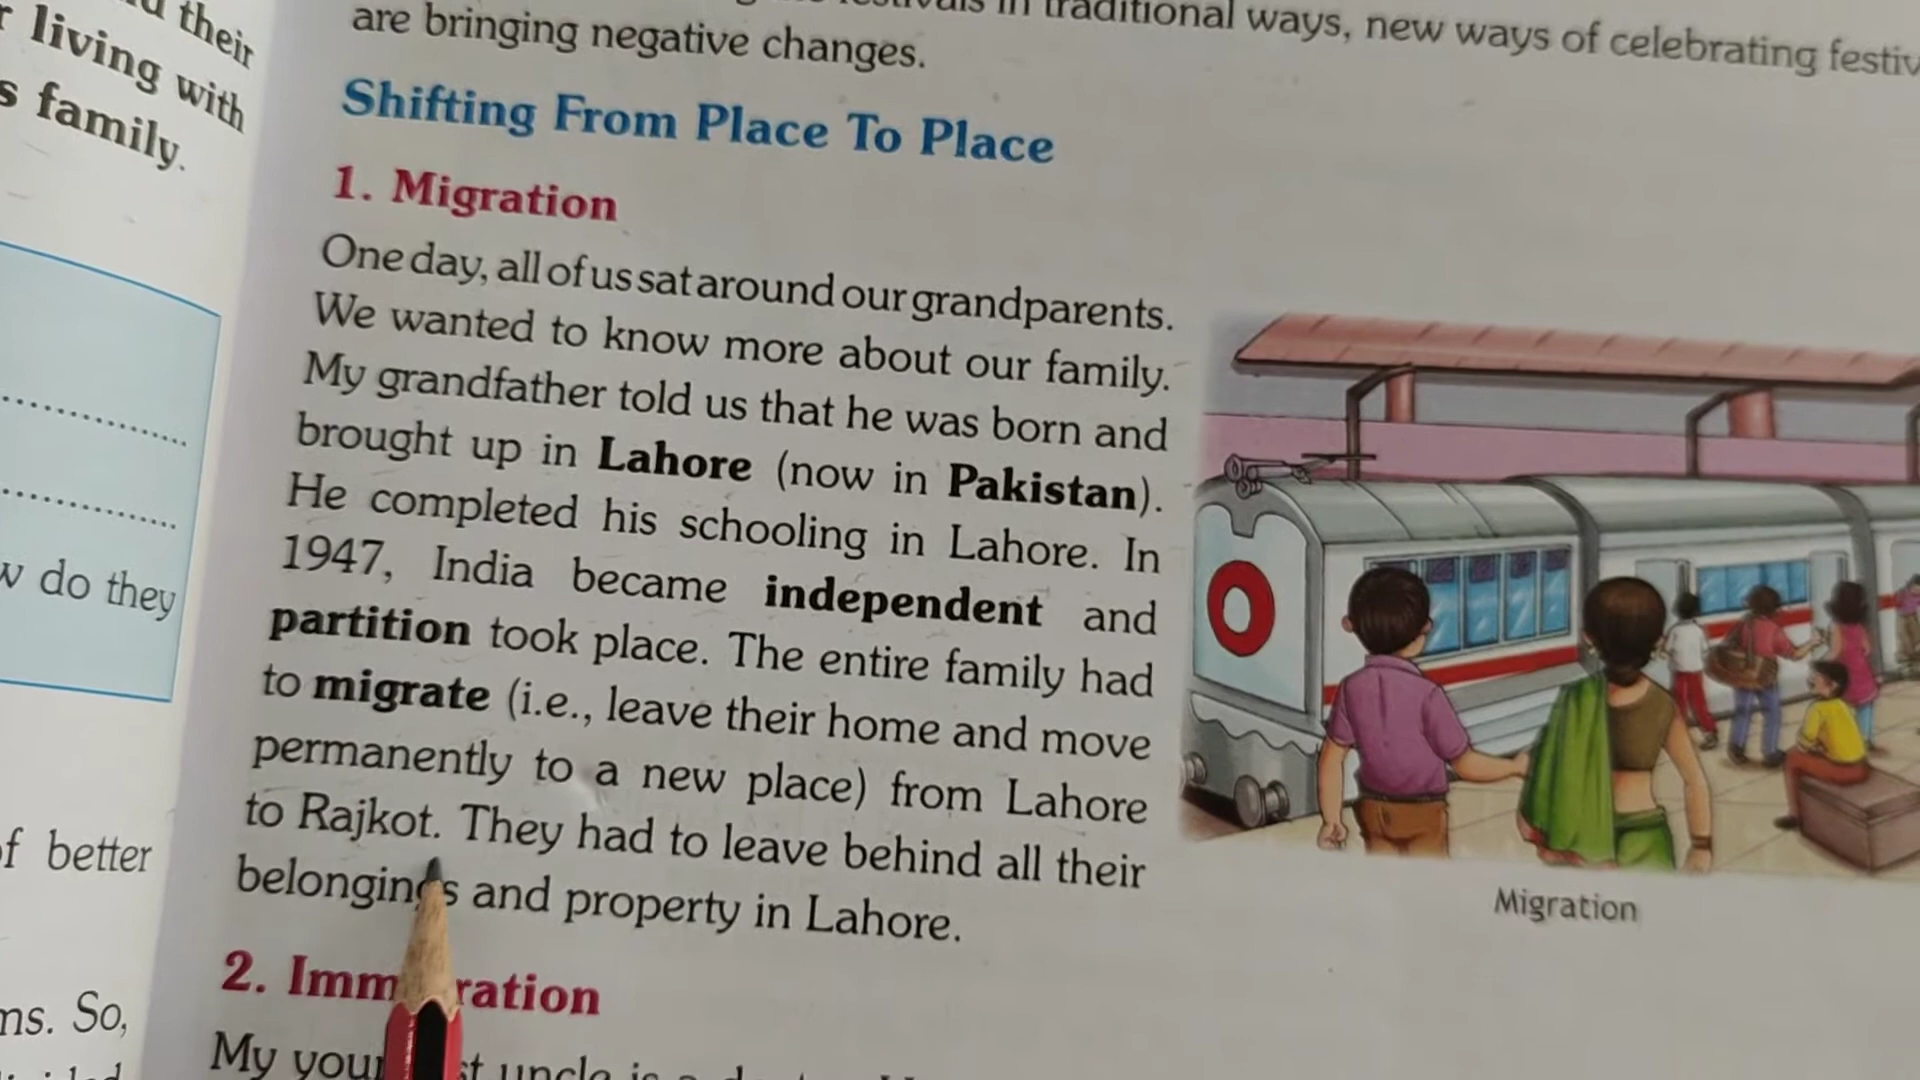 their
living with
family.
do they
better
So,
in traditional ways, new ways of celebrating
are bringing negative changes.
Shifting From Place To Place
1. Migration
One day, all of us sat around our grandparents.
We wanted to know more about our family.
My grandfather told us that he was born and
brought up in Lahore (now in Pakistan).
He completed his schooling in Lahore. In
1947, India became independent and
partition took place. The entire family had
to migrate (i.e., leave their home and move
permanently to a new place) from Lahore
to Rajkot. They had to leave behind all their
belongings and property in Lahore.
Migration
2. Immigration
My uncle is a